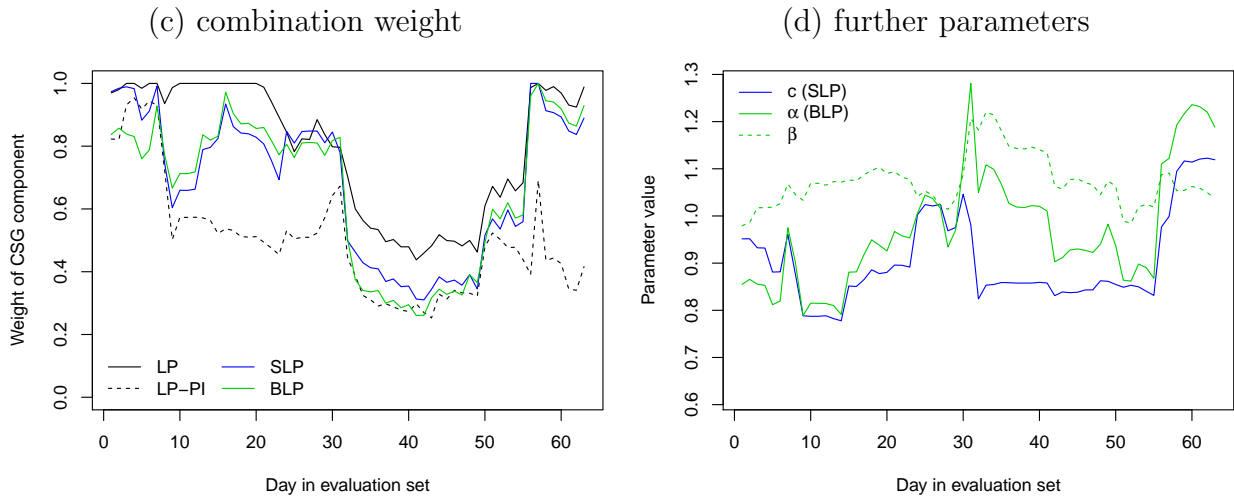 (c) combination weight
Weight of CSG component
1.0
0.8
0.6
0.4
0.2
0.0
LP
LP−PI
SLP
BLP
0 10 20 30 40 50 60
Day in evaluation set
(d) further parameters
Parameter value
1.3
1.2
1.1
1.0
0.9
0.8
0.7
0.6
c (SLP)
α (BLP)
β
0 10 20 30 40 50 60
Day in evaluation set